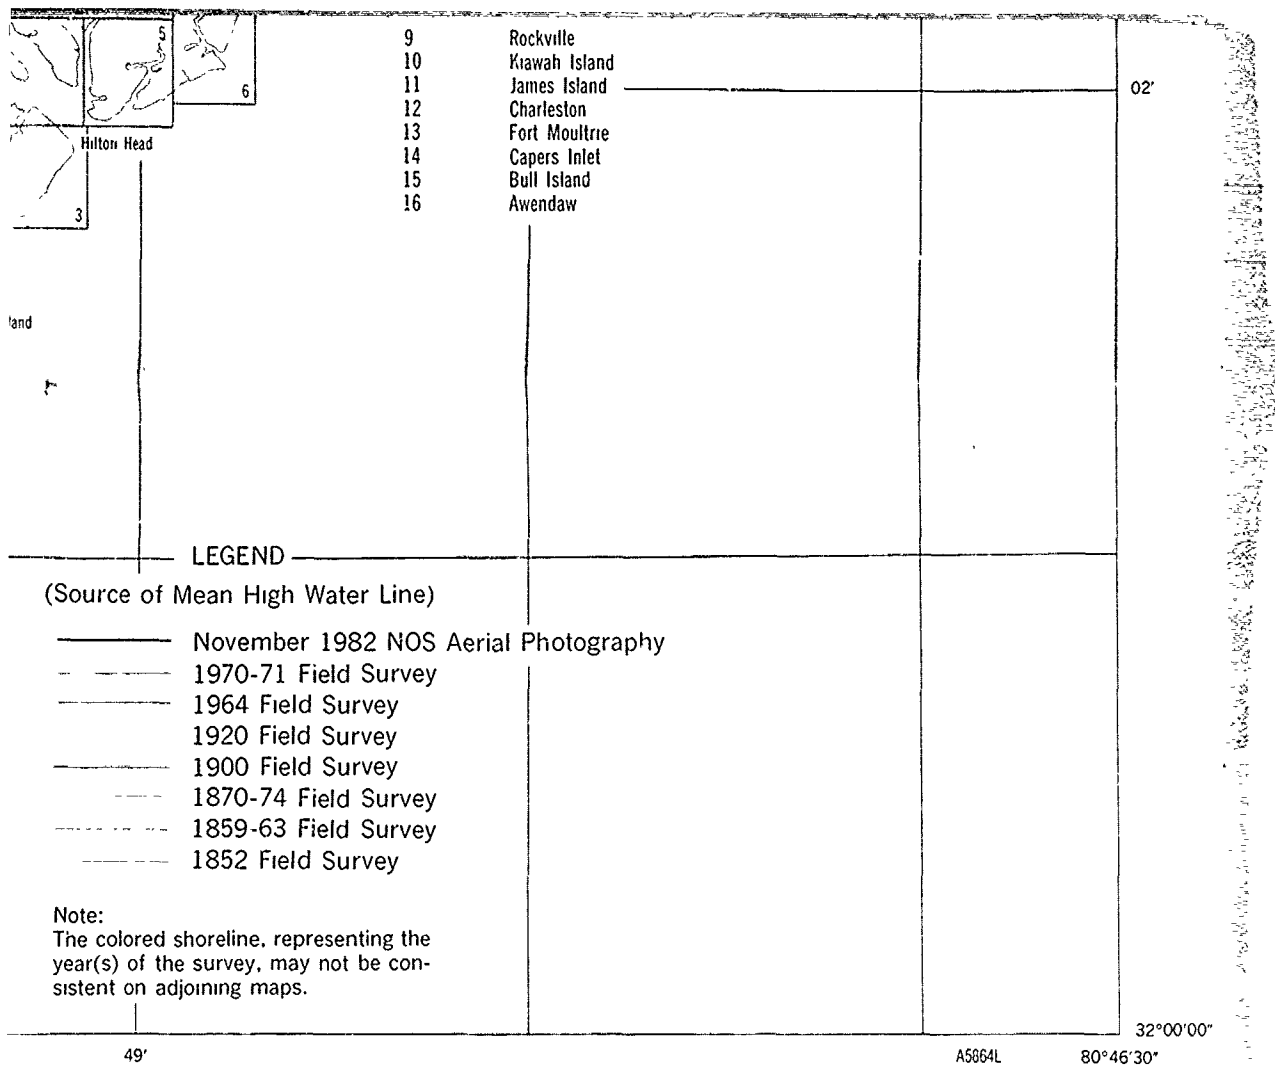 5
6
Hilton Head
3
9 Rockville
10 Kiawah Island
11 James Island
12 Charleston
13 Fort Moultrie
14 Capers Inlet
15 Bull Island
16 Awendaw
02'
LEGEND
(Source of Mean High Water Line)
November 1982 NOS Aerial Photography
1970-71 Field Survey
1964 Field Survey
1920 Field Survey
1900 Field Survey
1870-74 Field Survey
1859-63 Field Survey
1852 Field Survey
Note:
The colored shoreline, representing the
year(s) of the survey, may not be con-
sistent on adjoining maps.
32°00'00"
49'
A5864L
80°46'30"